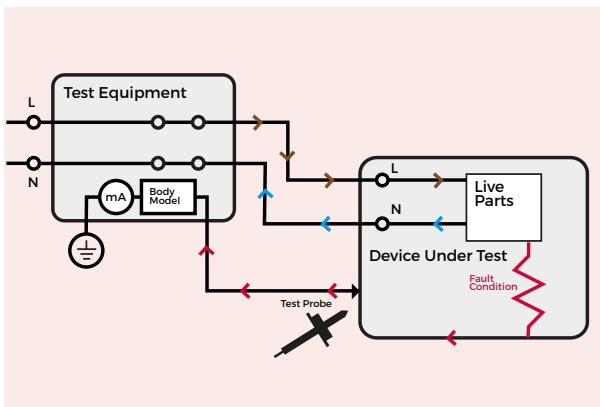 Test Equipment
L
N
mA
Body
Model
L
N
Live
Parts
Device Under Test
Fault
Condition
Test Probe